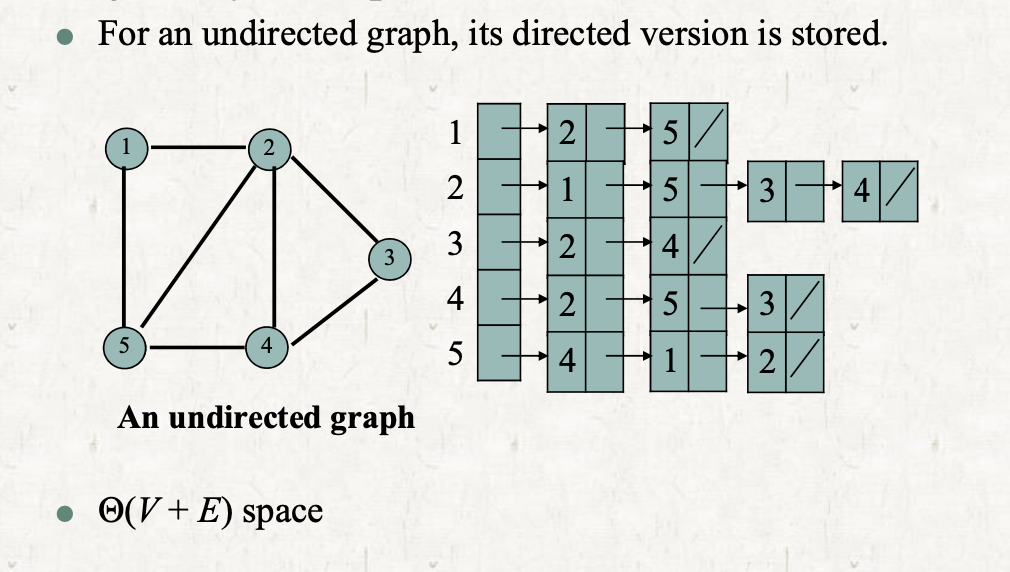 • For an undirected graph, its directed version is stored.
1 2 5 /
1 2
2 1 5 3 4 /
3
3 2 4 /
5 4
4 2 5 3 /
5 4 1 2 /
An undirected graph
• Θ(V + E) space